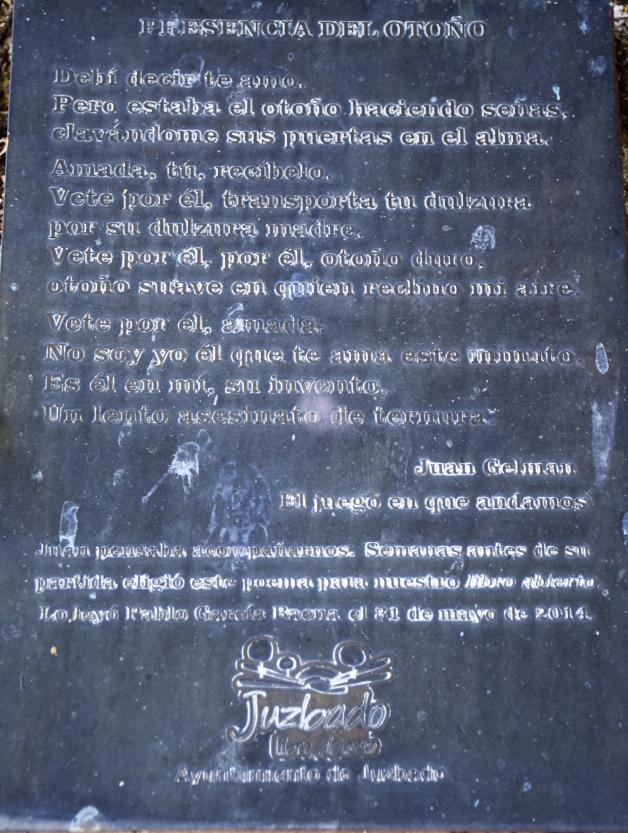 PRESENCIA DEL OTOÑO
Debí decir te amo.
Pero estaba el otoño haciendo señas,
clavándome sus puertas en el alma.
Amada, tú, recíbelo.
Vete por él, transporta tu dulzura
por su dulzura madre.
Vete por él, por él, otoño duro,
otoño suave en quien reclino mi aire.
Vete por él, amada.
No soy yo él que te ama este minuto.
Es él en mí, su invento.
Un lento asesinato de ternura.
Juan Gelman
El juego en que andamos
Juan pensaba acompañarnos. Semanas antes de su
partida eligió este poema para nuestro libro abierto.
Lo leyó Pablo García Baena el 31 de mayo de 2014.
Juzbado
(libro abierto)
Ayuntamiento de Juzbado